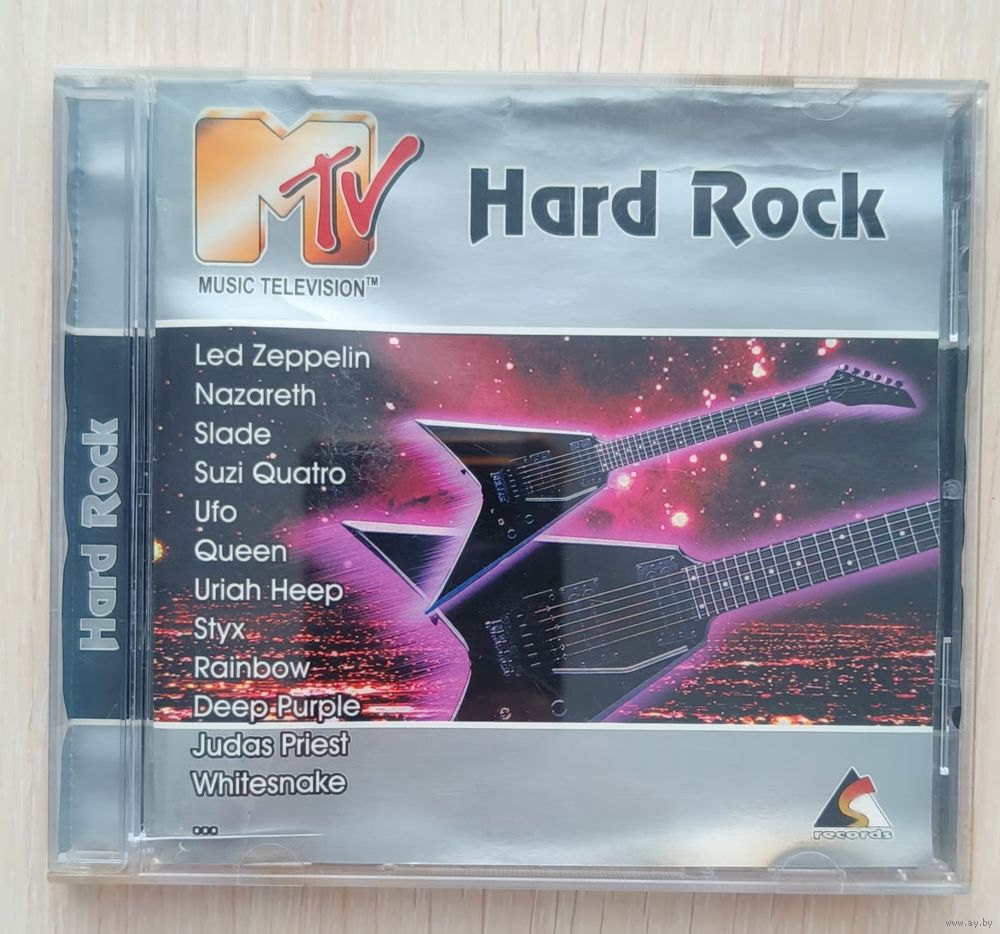 Hard Rock
MTV
MUSIC TELEVISION™
Hard Rock
Led Zeppelin
Nazareth
Slade
Suzi Quatro
Ufo
Queen
Uriah Heep
Styx
Rainbow
Deep Purple
Judas Priest
Whitesnake
...
S
records
www.ay.by